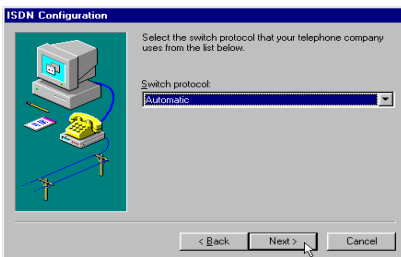 ISDN Configuration
Select the switch protocol that your telephone company
uses from the list below.
Switch protocol:
Automatic
< Back
Next >
Cancel